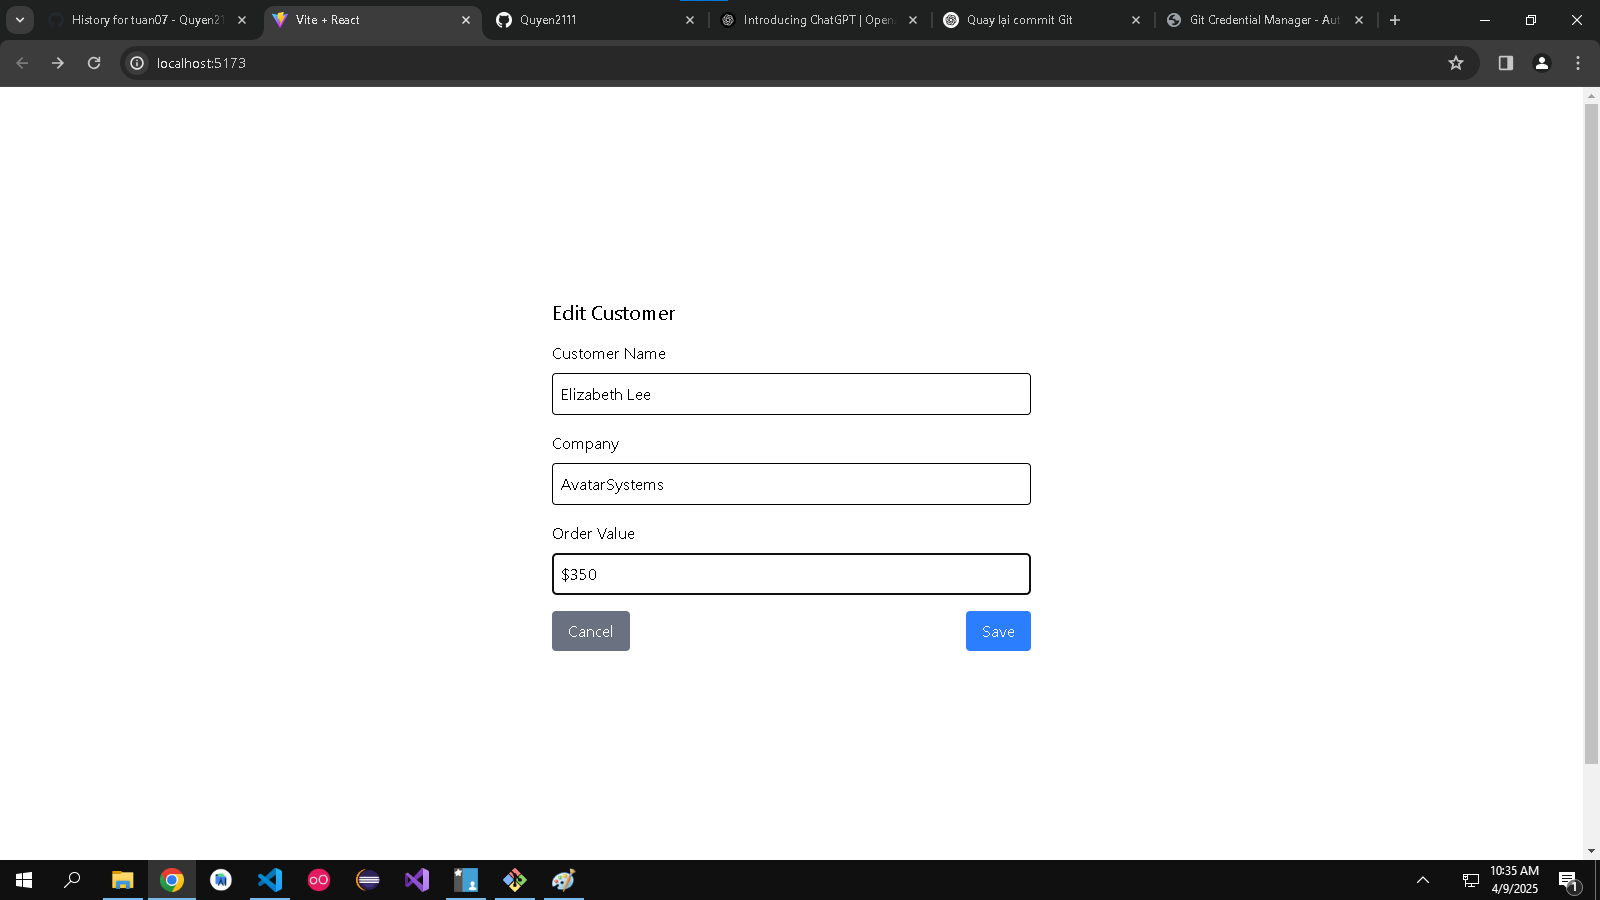 History for tuan07 - Quyen21
Vite + React
Quyen2111
Introducing ChatGPT | Open
Quay lại commit Git
Git Credential Manager - Aut
localhost:5173
Edit Customer
Customer Name
Elizabeth Lee
Company
AvatarSystems
Order Value
$350
Cancel
Save
10:35 AM
4/9/2025
1